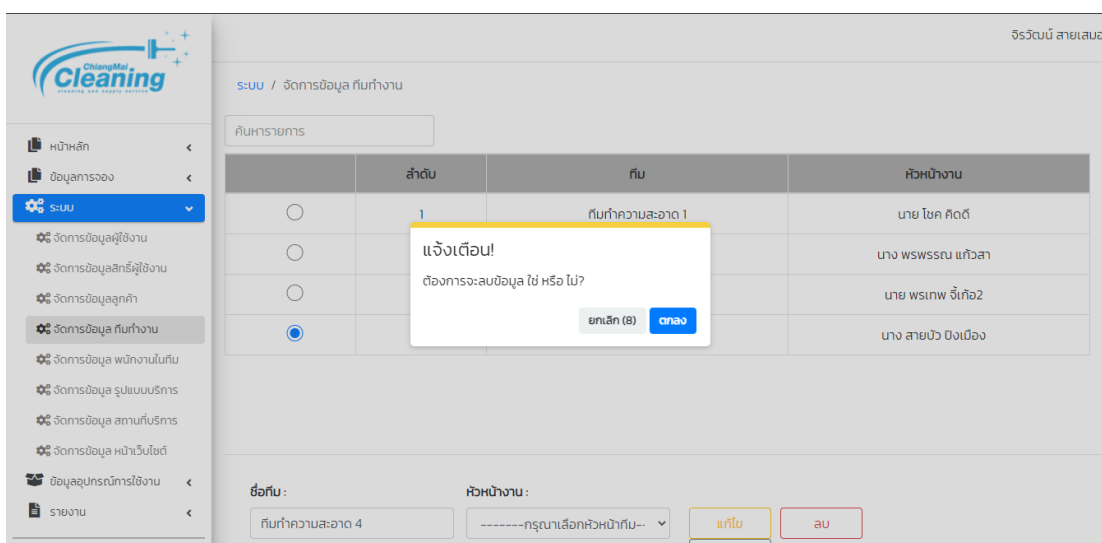 จิรวัฒน์ สายเสมอ
ChiangMai
Cleaning
cleaning and supply service
ระบบ / จัดการข้อมูล ทีมทำงาน
ค้นหารายการ
หน้าหลัก
ข้อมูลการจอง
ระบบ
จัดการข้อมูลผู้ใช้งาน
จัดการข้อมูลสิทธิ์ผู้ใช้งาน
จัดการข้อมูลลูกค้า
จัดการข้อมูล ทีมทำงาน
จัดการข้อมูล พนักงานในทีม
จัดการข้อมูล รูปแบบบริการ
จัดการข้อมูล สถานที่บริการ
จัดการข้อมูล หน้าเว็บไซต์
ข้อมูลอุปกรณ์การใช้งาน
รายงาน
ลำดับ ทีม หัวหน้างาน
1 ทีมทำความสะอาด 1 นาย โชค คิดดี
นาง พรพรรณ แก้วสา
นาย พรเทพ จี้เก้อ2
นาง สายบัว ปิงเมือง
แจ้งเตือน!
ต้องการจะลบข้อมูล ใช่ หรือ ไม่?
ยกเลิก (8) ตกลง
ชื่อทีม : หัวหน้างาน :
ทีมทำความสะอาด 4 -------กรุณาเลือกหัวหน้าทีม-- แก้ไข ลบ